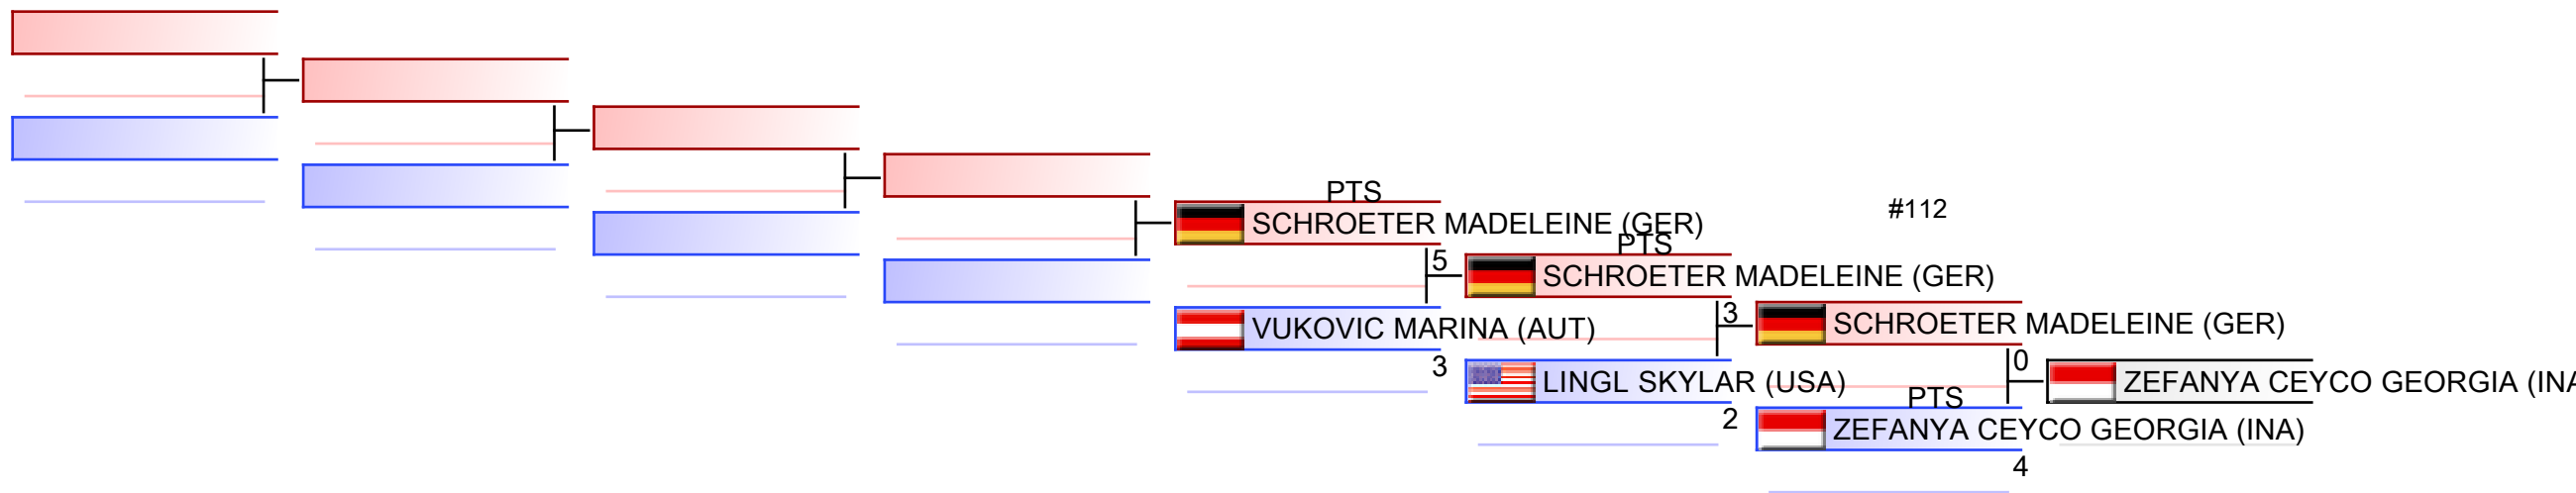 PTS
SCHROETER MADELEINE (GER)
5
VUKOVIC MARINA (AUT)
3
PTS
SCHROETER MADELEINE (GER)
3
LINGL SKYLAR (USA)
2
#112
SCHROETER MADELEINE (GER)
0
PTS
ZEFANYA CEYCO GEORGIA (INA)
4
ZEFANYA CEYCO GEORGIA (INA